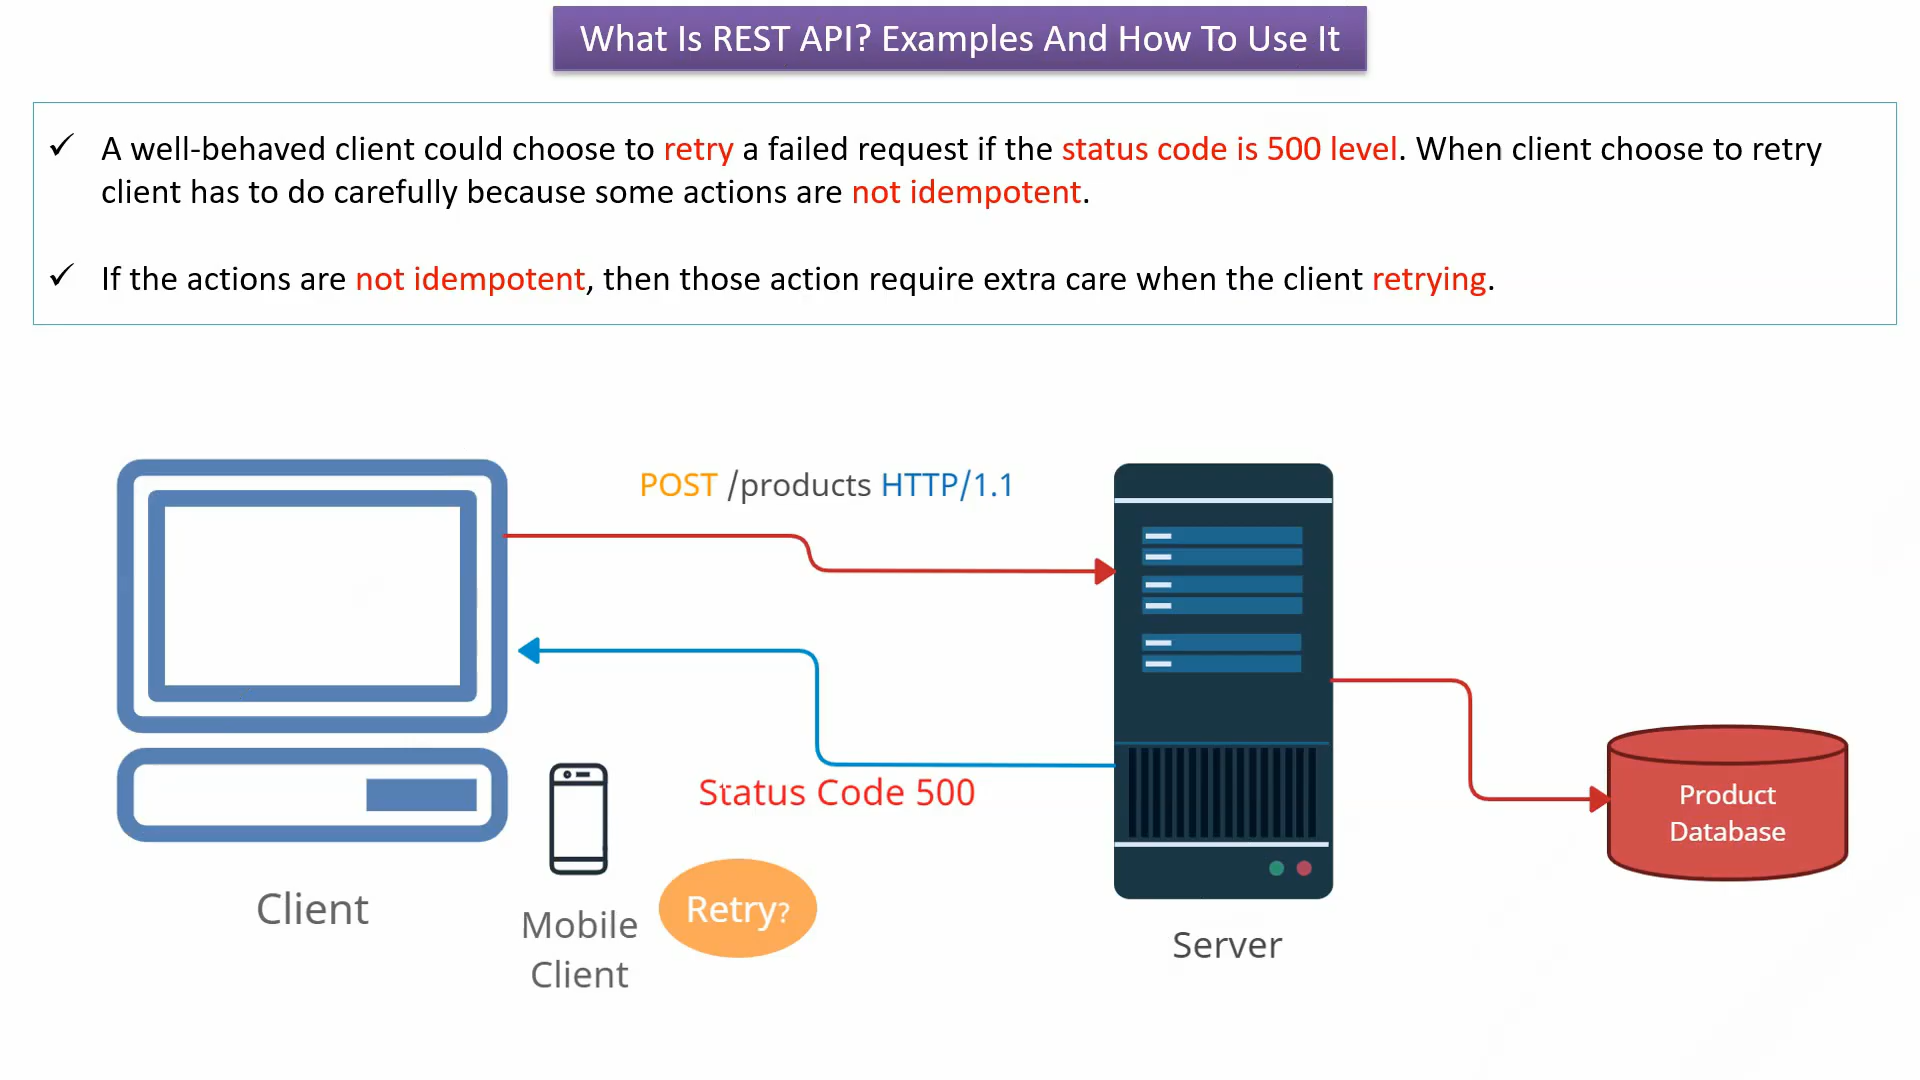 What Is REST API? Examples And How To Use It
✓ A well-behaved client could choose to retry a failed request if the status code is 500 level. When client choose to retry
client has to do carefully because some actions are not idempotent.
✓ If the actions are not idempotent, then those action require extra care when the client retrying.
POST /products HTTP/1.1
Status Code 500
Product
Database
Retry?
Client
Mobile
Client
Server